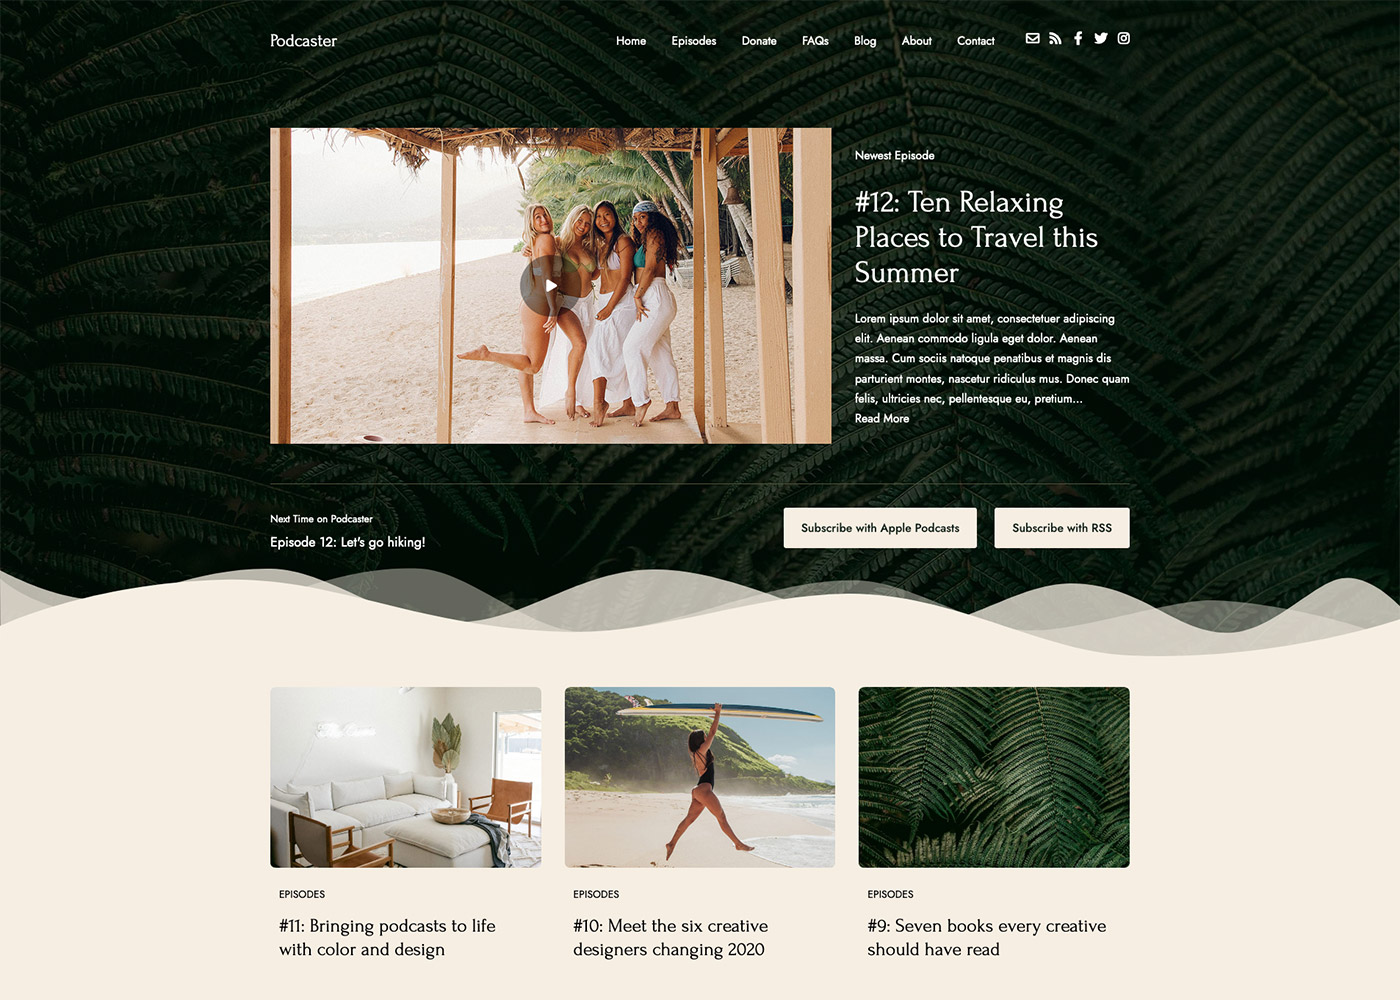 Podcaster
Home Episodes Donate FAQs Blog About Contact
Newest Episode
#12: Ten Relaxing
Places to Travel this
Summer
Lorem ipsum dolor sit amet, consectetuer adipiscing
elit. Aenean commodo ligula eget dolor. Aenean
massa. Cum sociis natoque penatibus et magnis dis
parturient montes, nascetur ridiculus mus. Donec quam
felis, ultricies nec, pellentesque eu, pretium...
Read More
Next Time on Podcaster
Episode 12: Let's go hiking!
Subscribe with Apple Podcasts
Subscribe with RSS
EPISODES
#11: Bringing podcasts to life
with color and design
EPISODES
#10: Meet the six creative
designers changing 2020
EPISODES
#9: Seven books every creative
should have read